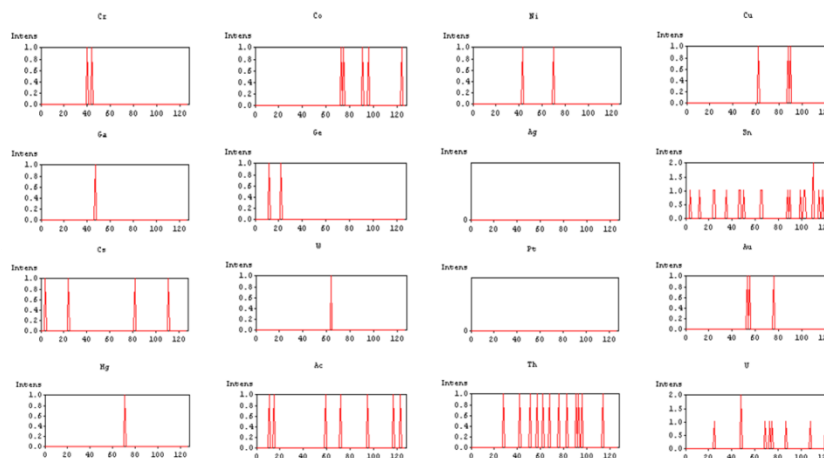 Cr Co Ni Cu
Intens Intens Intens Intens
1.0 1.0 1.0 1.0
0.8 0.8 0.8 0.8
0.6 0.6 0.6 0.6
0.4 0.4 0.4 0.4
0.2 0.2 0.2 0.2
0.0 0.0 0.0 0.0
0 20 40 60 80 100 120 0 20 40 60 80 100 120 0 20 40 60 80 100 120 0 20 40 60 80 100 120
Ga Ge Ag Sn
Intens Intens Intens Intens
1.0 1.0 2.0
0.8 0.8 1.5
0.6 0.6 1.0
0.4 0.4 0.5
0.2 0.2
0.0 0.0 0 0.0
0 20 40 60 80 100 120 0 20 40 60 80 100 120 0 20 40 60 80 100 120 0 20 40 60 80 100 120
Cs W Pt Au
Intens Intens Intens Intens
1.0 1.0 1.0
0.8 0.8 0.8
0.6 0.6 0.6
0.4 0.4 0.4
0.2 0.2 0.2
0.0 0.0 0 0.0
0 20 40 60 80 100 120 0 20 40 60 80 100 120 0 20 40 60 80 100 120 0 20 40 60 80 100 120
Hg Ac Th U
Intens Intens Intens Intens
1.0 1.0 1.0 2.0
0.8 0.8 0.8 1.5
0.6 0.6 0.6 1.0
0.4 0.4 0.4 0.5
0.2 0.2 0.2
0.0 0.0 0.0 0.0
0 20 40 60 80 100 120 0 20 40 60 80 100 120 0 20 40 60 80 100 120 0 20 40 60 80 100 120